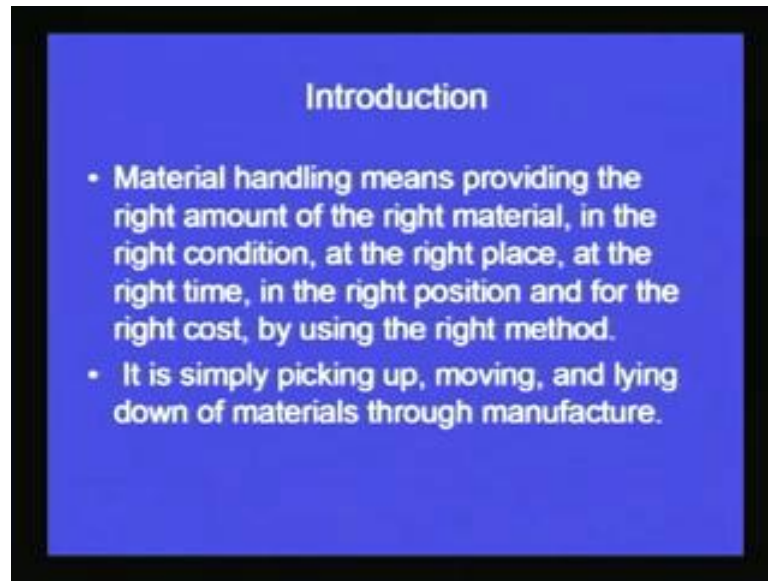 Introduction
• Material handling means providing the
right amount of the right material, in the
right condition, at the right place, at the
right time, in the right position and for the
right cost, by using the right method.
• It is simply picking up, moving, and lying
down of materials through manufacture.